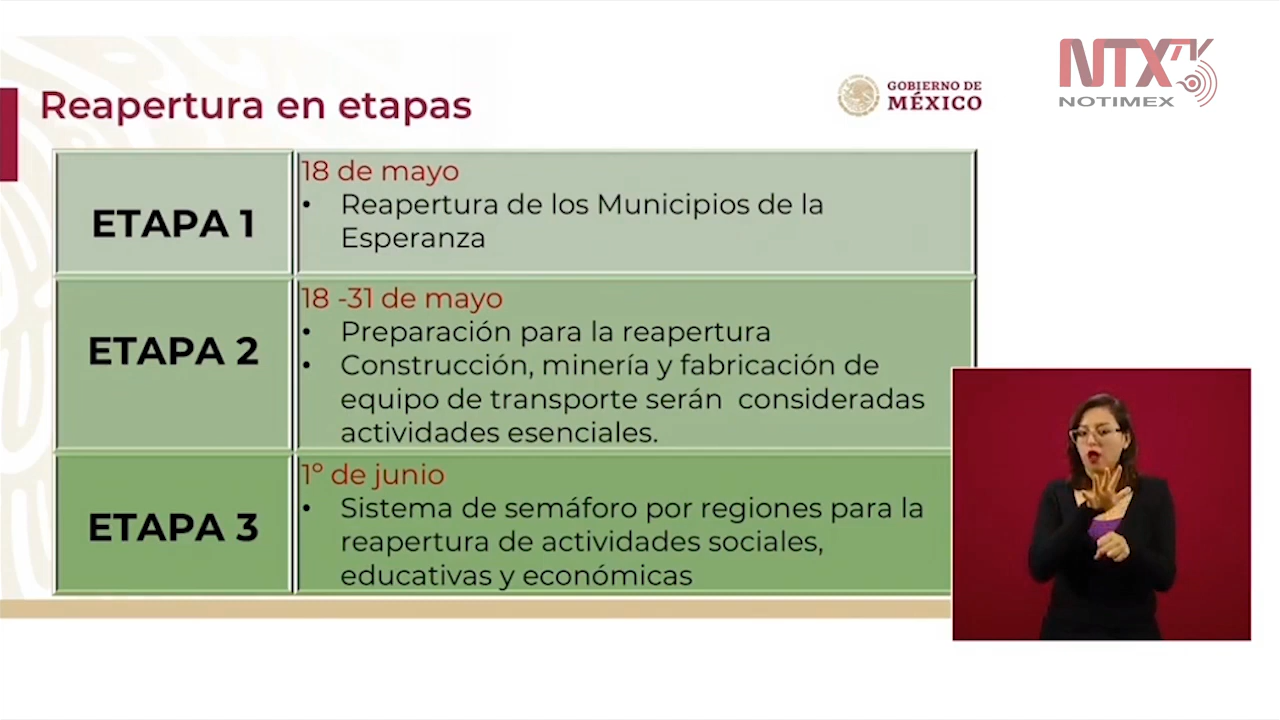 Reapertura en etapas
GOBIERNO DE
MÉXICO
NTX
NOTIMEX
ETAPA 1
18 de mayo
• Reapertura de los Municipios de la
Esperanza
ETAPA 2
18 -31 de mayo
• Preparación para la reapertura
• Construcción, minería y fabricación de
equipo de transporte serán consideradas
actividades esenciales.
ETAPA 3
1º de junio
• Sistema de semáforo por regiones para la
reapertura de actividades sociales,
educativas y económicas